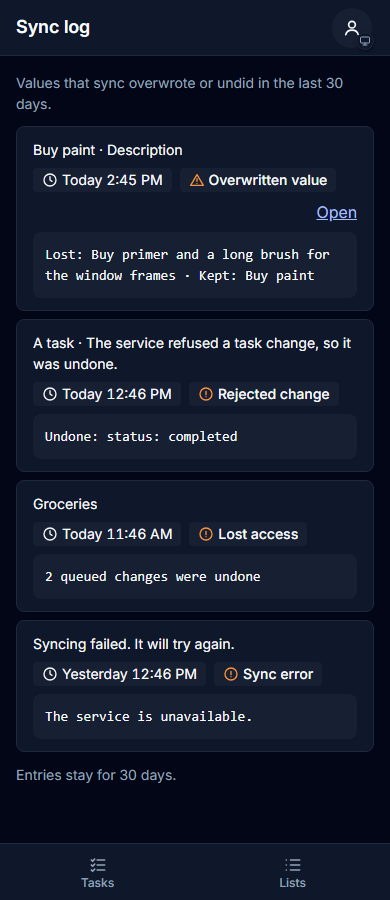 Sync log
Values that sync overwrote or undid in the last 30
days.
Buy paint · Description
Today 2:45 PM
Overwritten value
Open
Lost: Buy primer and a long brush for
the window frames · Kept: Buy paint
A task · The service refused a task change, so it
was undone.
Today 12:46 PM
Rejected change
Undone: status: completed
Groceries
Today 11:46 AM
Lost access
2 queued changes were undone
Syncing failed. It will try again.
Yesterday 12:46 PM
Sync error
The service is unavailable.
Entries stay for 30 days.
Tasks
Lists